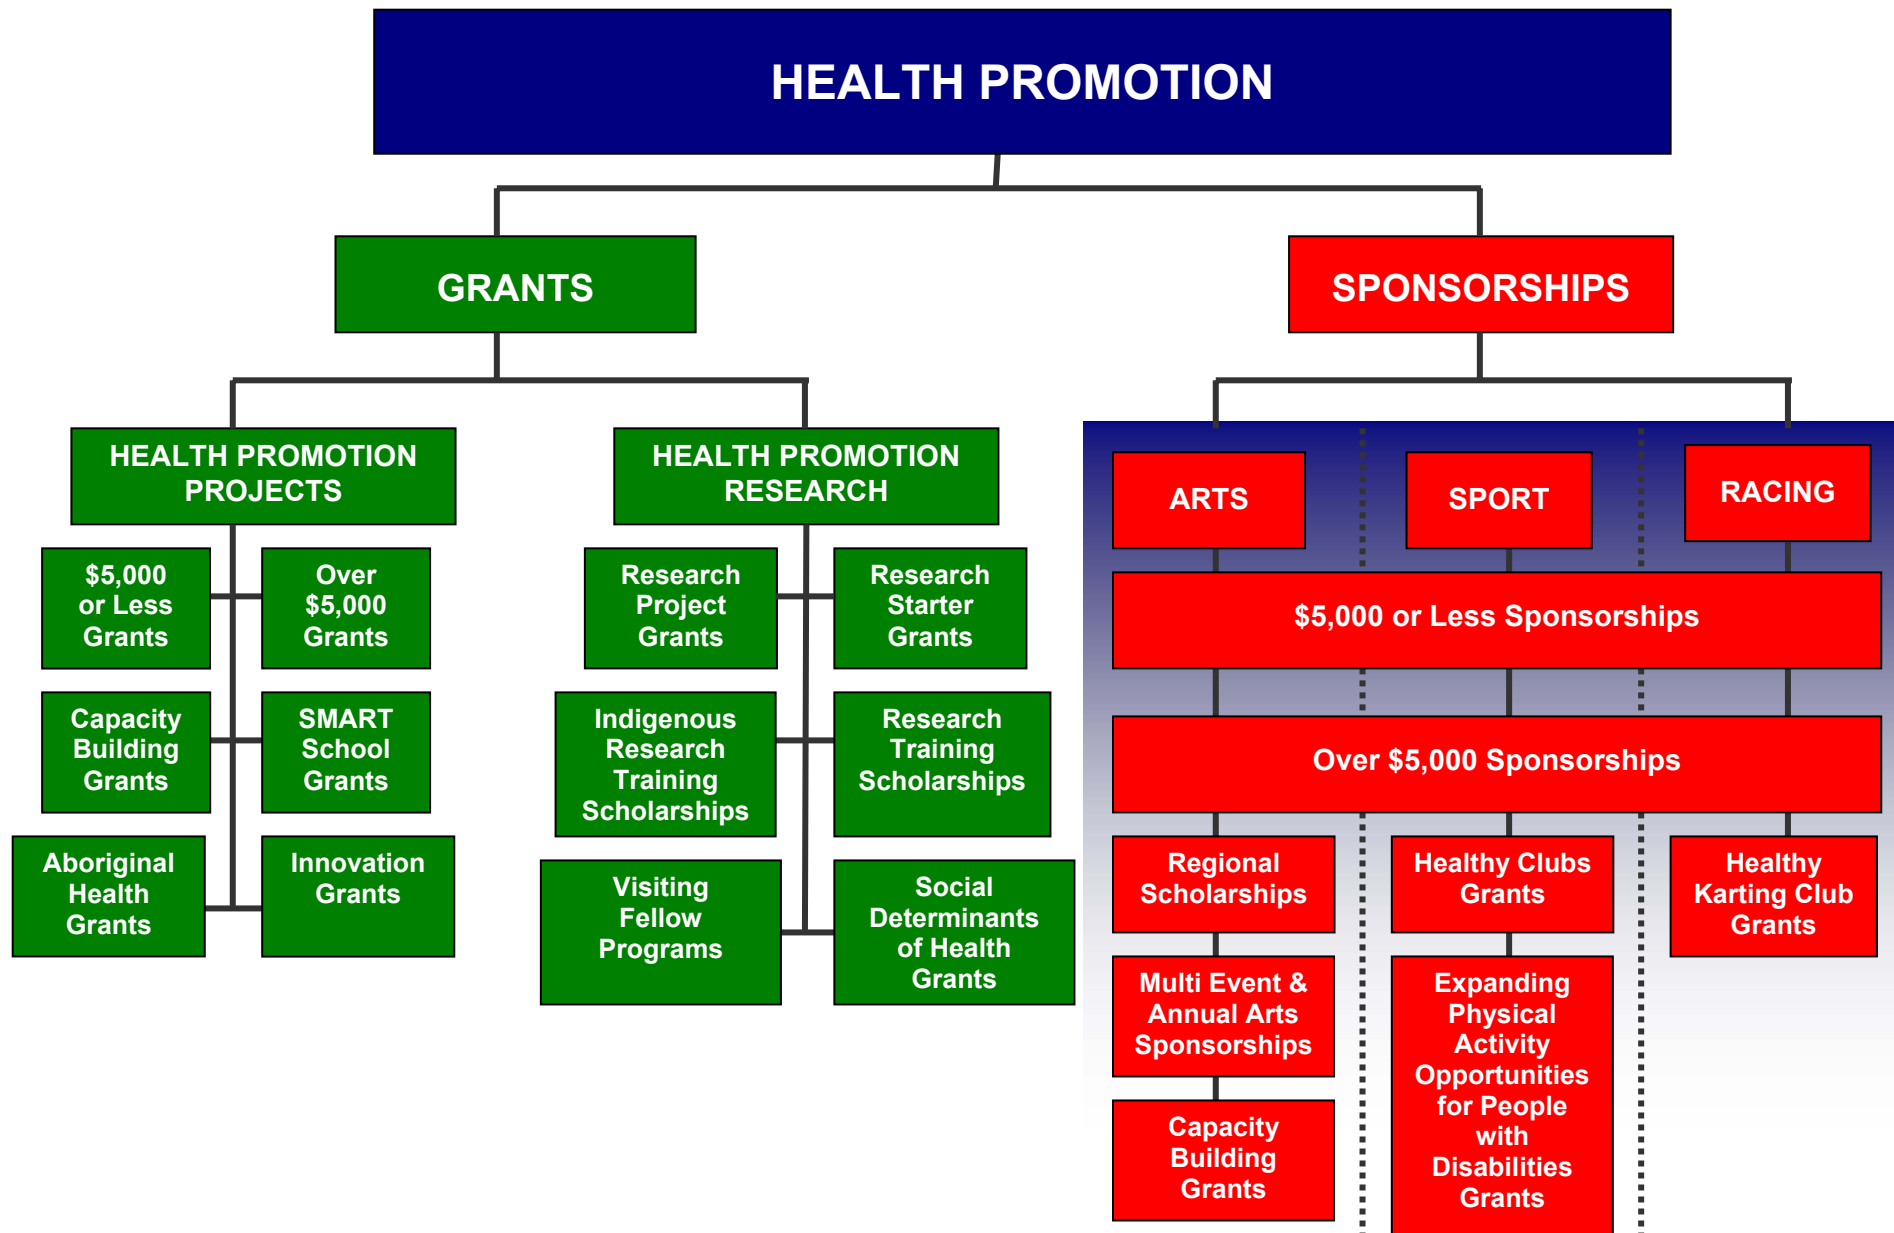 HEALTH PROMOTION
GRANTS
SPONSORSHIPS
HEALTH PROMOTION
PROJECTS
HEALTH PROMOTION
RESEARCH
ARTS
SPORT
RACING
$5,000
or Less
Grants
Over
$5,000
Grants
Capacity
Building
Grants
SMART
School
Grants
Aboriginal
Health
Grants
Innovation
Grants
Research
Project
Grants
Research
Starter
Grants
Indigenous
Research
Training
Scholarships
Research
Training
Scholarships
Visiting
Fellow
Programs
Social
Determinants
of Health
Grants
$5,000 or Less Sponsorships
Over $5,000 Sponsorships
Regional
Scholarships
Multi Event &
Annual Arts
Sponsorships
Capacity
Building
Grants
Healthy Clubs
Grants
Expanding
Physical
Activity
Opportunities
for People
with
Disabilities
Grants
Healthy
Karting Club
Grants